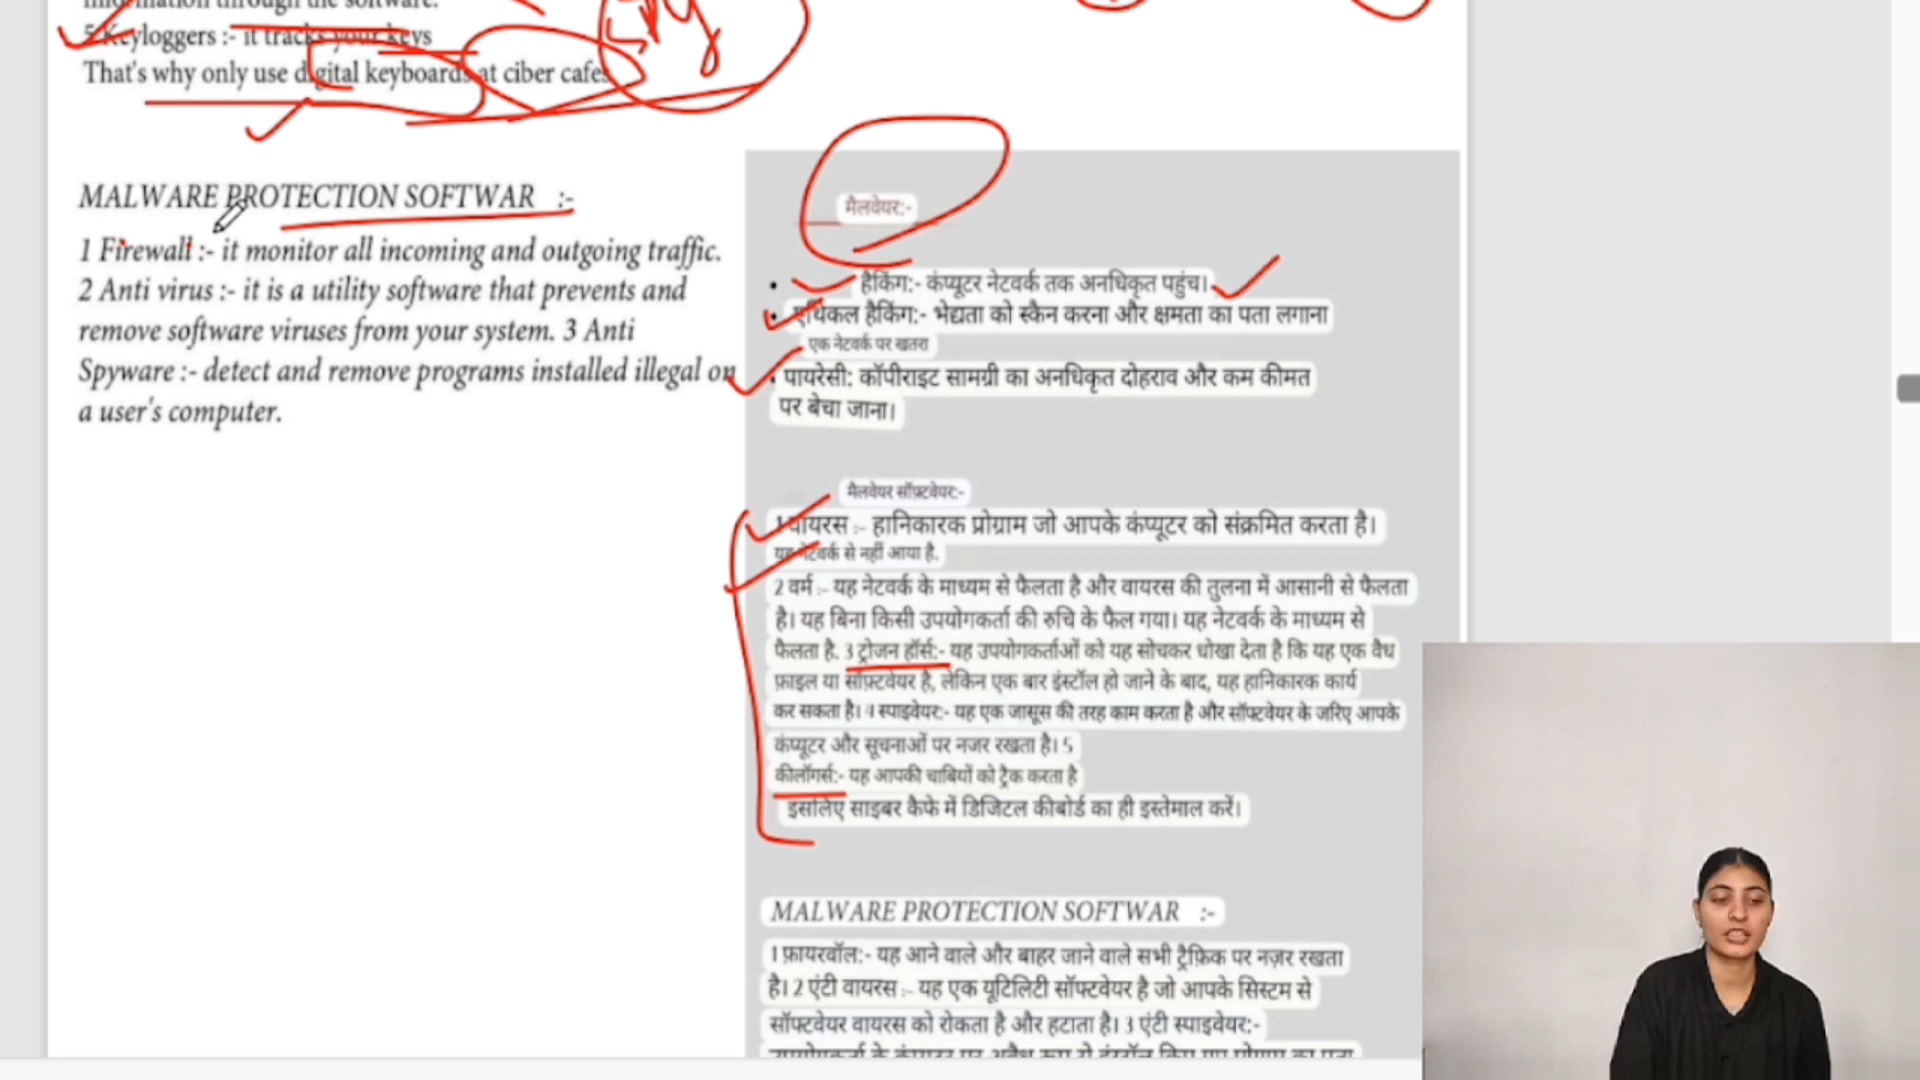 information through the software.
5 Keyloggers :- it tracks your keys
That's why only use digital keyboards at ciber cafes
MALWARE PROTECTION SOFTWAR :-
1 Firewall :- it monitor all incoming and outgoing traffic.
2 Anti virus :- it is a utility software that prevents and
remove software viruses from your system. 3 Anti
Spyware :- detect and remove programs installed illegal on
a user's computer.
मैलवेयर:-
• हैकिंग:- कंप्यूटर नेटवर्क तक अनधिकृत पहुंच।
• एथिकल हैकिंग:- भेद्यता को स्कैन करना और क्षमता का पता लगाना
एक नेटवर्क पर खतरा
• पायरेसी: कॉपीराइट सामग्री का अनधिकृत दोहराव और कम कीमत
पर बेचा जाना।
मैलवेयर सॉफ़्टवेयर:-
1 वायरस :- हानिकारक प्रोग्राम जो आपके कंप्यूटर को संक्रमित करता है।
यह नेटवर्क से नहीं आया है.
2 वर्म :- यह नेटवर्क के माध्यम से फैलता है और वायरस की तुलना में आसानी से फैलता
है। यह बिना किसी उपयोगकर्ता की रुचि के फैल गया। यह नेटवर्क के माध्यम से
फैलता है. 3 ट्रोजन हॉर्स:- यह उपयोगकर्ताओं को यह सोचकर धोखा देता है कि यह एक वैध
फ़ाइल या सॉफ़्टवेयर है, लेकिन एक बार इंस्टॉल हो जाने के बाद, यह हानिकारक कार्य
कर सकता है। 4 स्पाइवेयर:- यह एक जासूस की तरह काम करता है और सॉफ्टवेयर के जरिए आपके
कंप्यूटर और सूचनाओं पर नजर रखता है। 5
कीलॉगर्स:- यह आपकी चाबियों को ट्रैक करता है
इसलिए साइबर कैफे में डिजिटल कीबोर्ड का ही इस्तेमाल करें।
MALWARE PROTECTION SOFTWAR :-
1 फ़ायरवॉल:- यह आने वाले और बाहर जाने वाले सभी ट्रैफ़िक पर नज़र रखता
है। 2 एंटी वायरस :- यह एक यूटिलिटी सॉफ्टवेयर है जो आपके सिस्टम से
सॉफ्टवेयर वायरस को रोकता है और हटाता है। 3 एंटी स्पाइवेयर:-